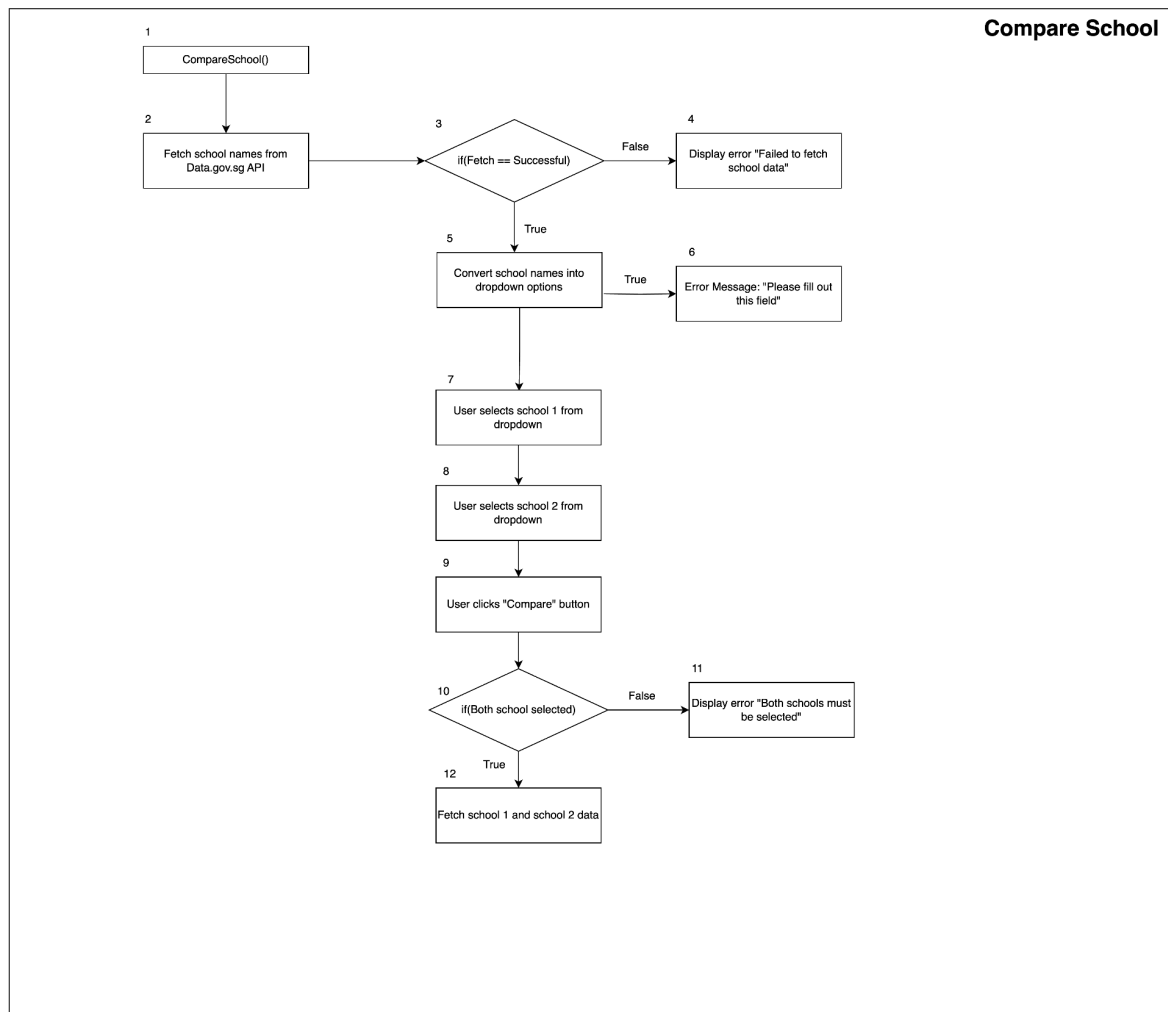 Compare School
1
CompareSchool()
2
Fetch school names from
Data.gov.sg API
3
if(Fetch == Successful)
False
4
Display error "Failed to fetch
school data"
True
5
Convert school names into
dropdown options
True
6
Error Message: "Please fill out
this field"
7
User selects school 1 from
dropdown
8
User selects school 2 from
dropdown
9
User clicks "Compare" button
10
if(Both school selected)
False
11
Display error "Both schools must
be selected"
True
12
Fetch school 1 and school 2 data